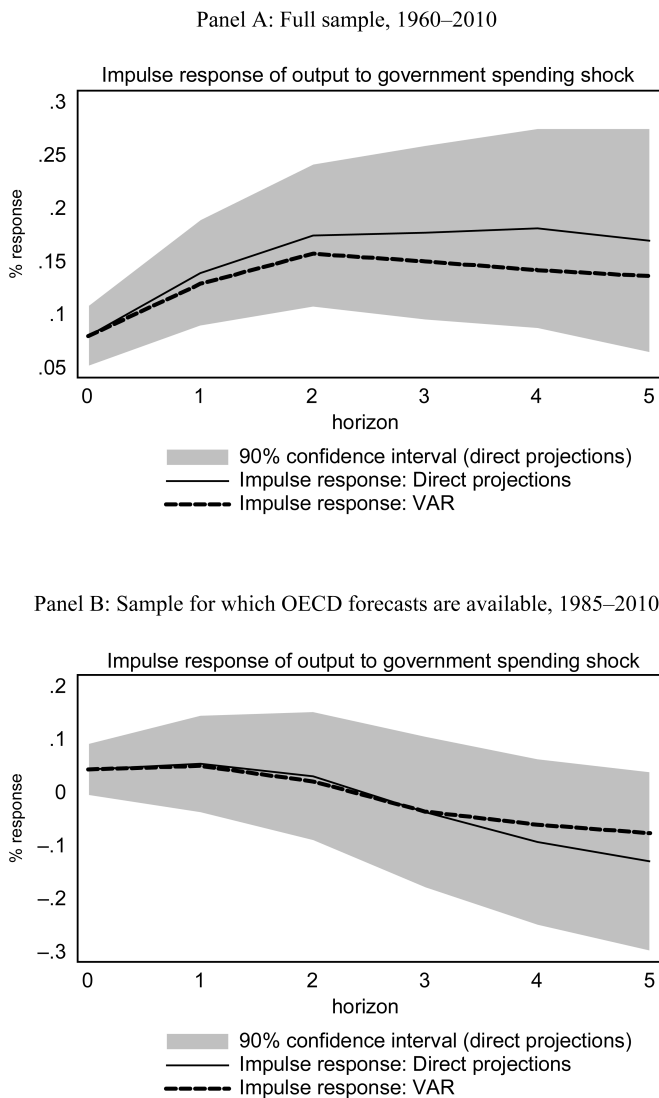 Panel A: Full sample, 1960–2010
Impulse response of output to government spending shock
.3
.25
.2
.15
.1
.05
% response
0 1 2 3 4 5
horizon
90% confidence interval (direct projections)
Impulse response: Direct projections
Impulse response: VAR
Panel B: Sample for which OECD forecasts are available, 1985–2010
Impulse response of output to government spending shock
.2
.1
0
–.1
–.2
–.3
% response
0 1 2 3 4 5
horizon
90% confidence interval (direct projections)
Impulse response: Direct projections
Impulse response: VAR